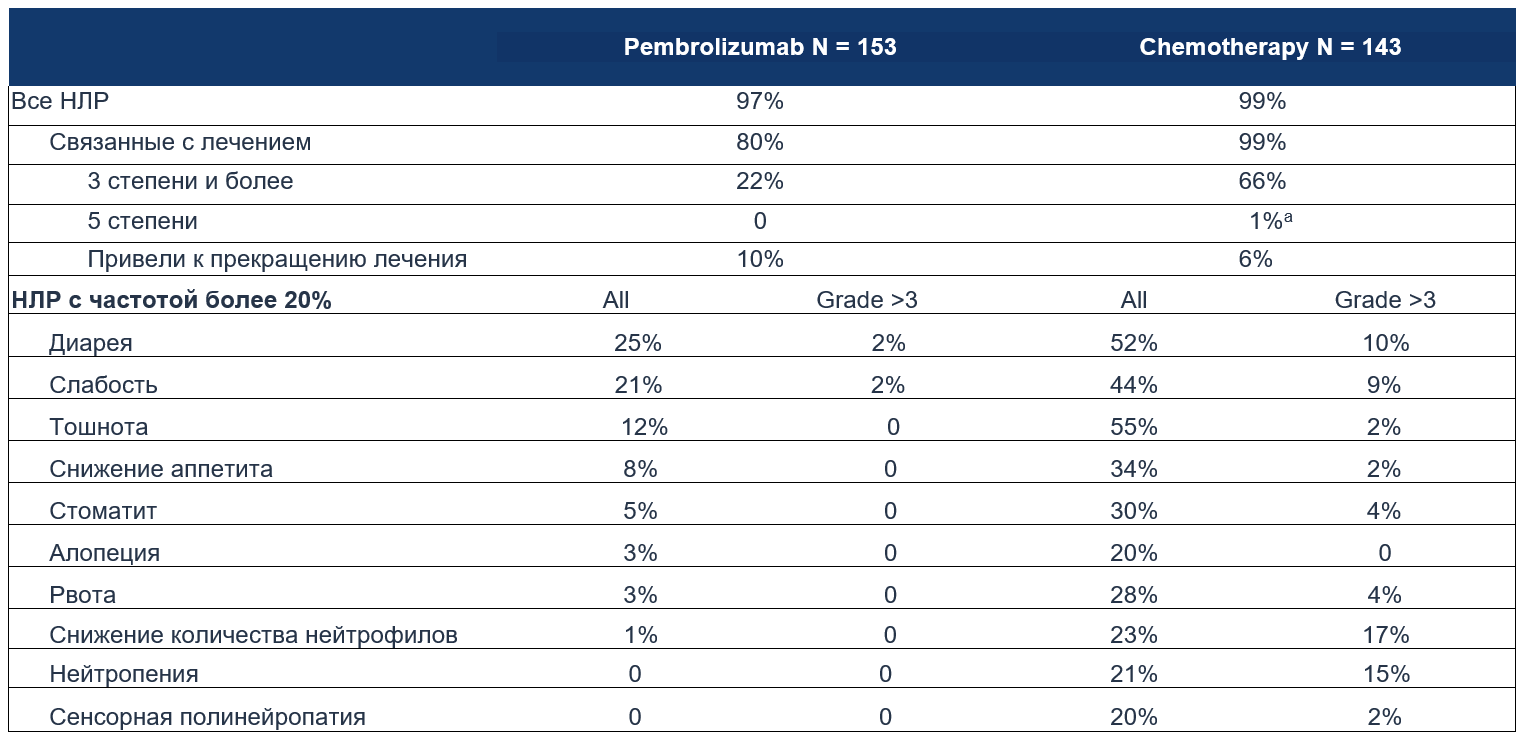 Pembrolizumab N = 153 Chemotherapy N = 143
Все НЛР 97% 99%
Связанные с лечением 80% 99%
3 степени и более 22% 66%
5 степени 0 1%ᵃ
Привели к прекращению лечения 10% 6%
НЛР с частотой более 20% All Grade >3 All Grade >3
Диарея 25% 2% 52% 10%
Слабость 21% 2% 44% 9%
Тошнота 12% 0 55% 2%
Снижение аппетита 8% 0 34% 2%
Стоматит 5% 0 30% 4%
Алопеция 3% 0 20% 0
Рвота 3% 0 28% 4%
Снижение количества нейтрофилов 1% 0 23% 17%
Нейтропения 0 0 21% 15%
Сенсорная полинейропатия 0 0 20% 2%